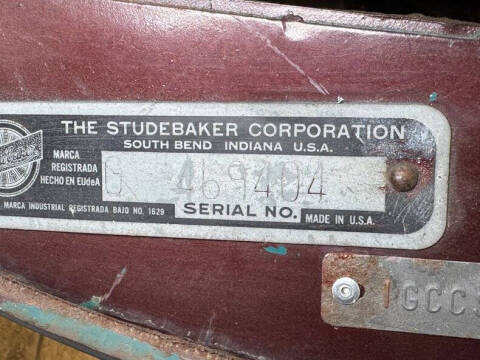 THE STUDEBAKER CORPORATION
SOUTH BEND INDIANA U.S.A.
MARCA
REGISTRADA
HECHO EN EUdeA
G 469404
SERIAL NO.
MADE IN U.S.A.
MARCA INDUSTRIAL REGISTRADA BAJO NO. 1629
1GCCS